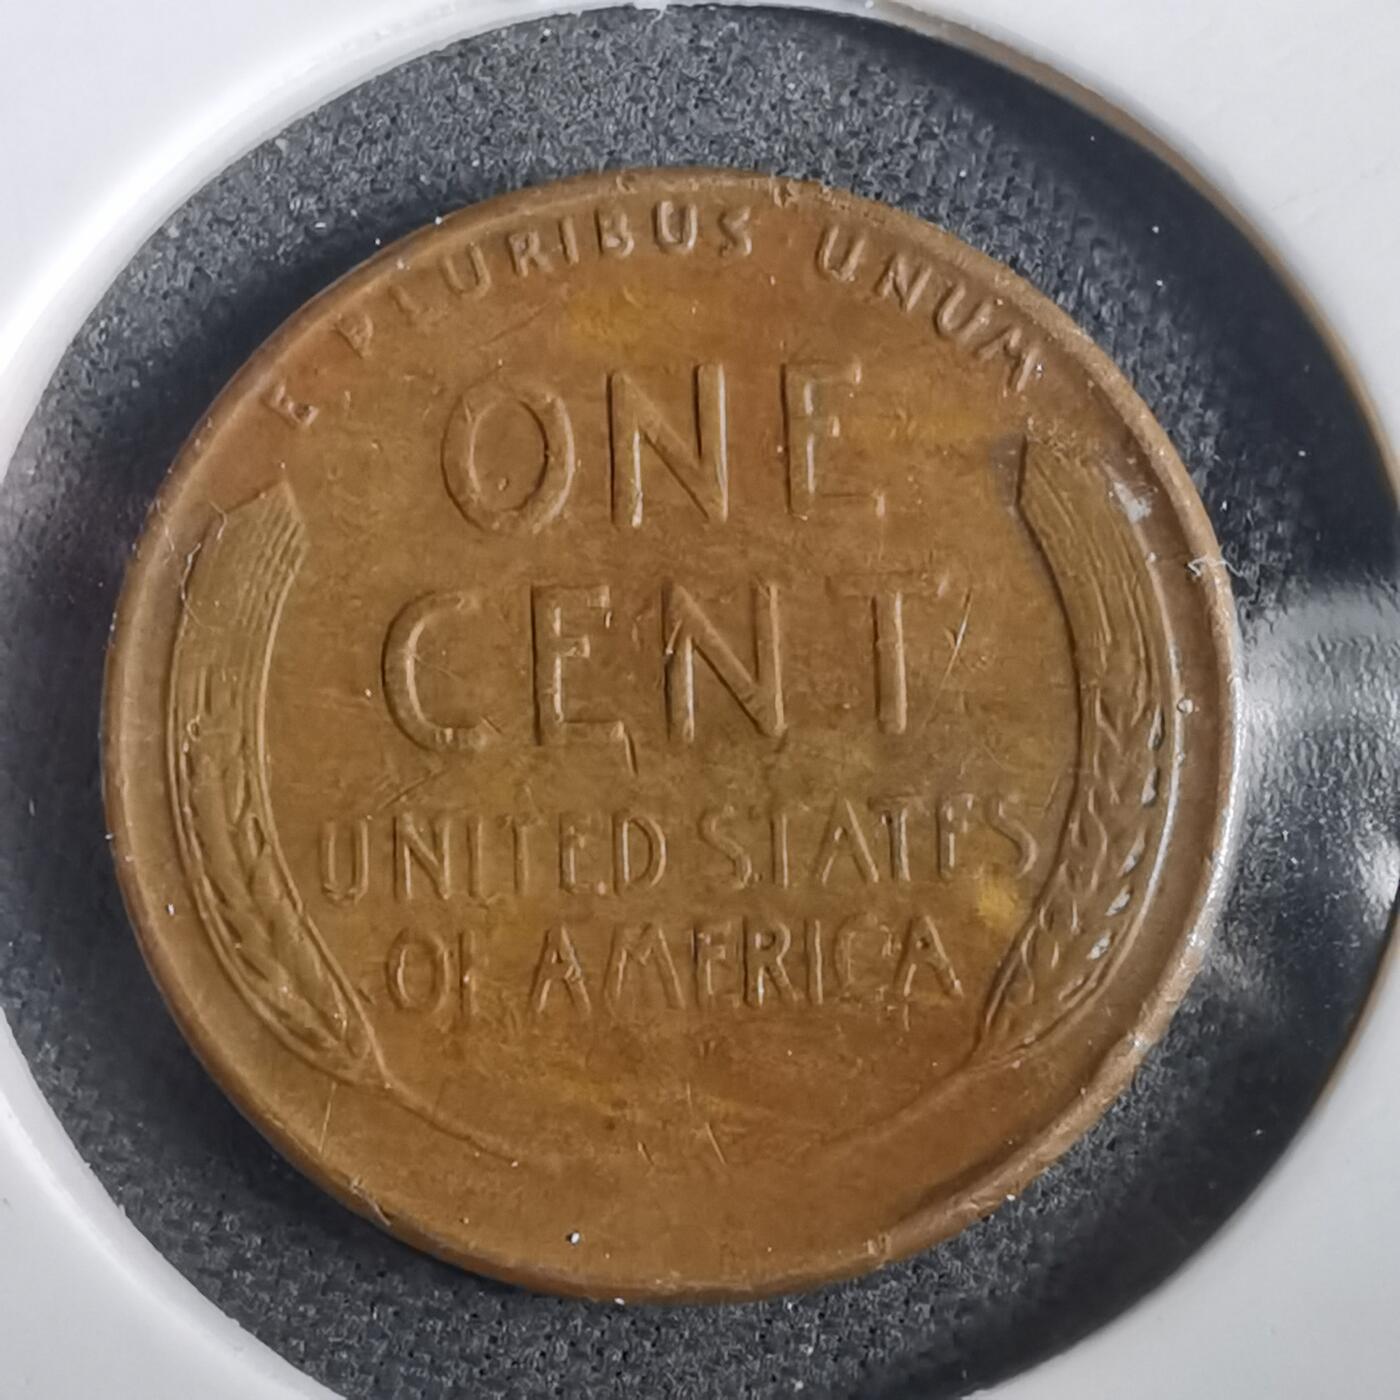 E PLURIBUS UNUM
ONE
CENT
UNITED STATES
OF AMERICA